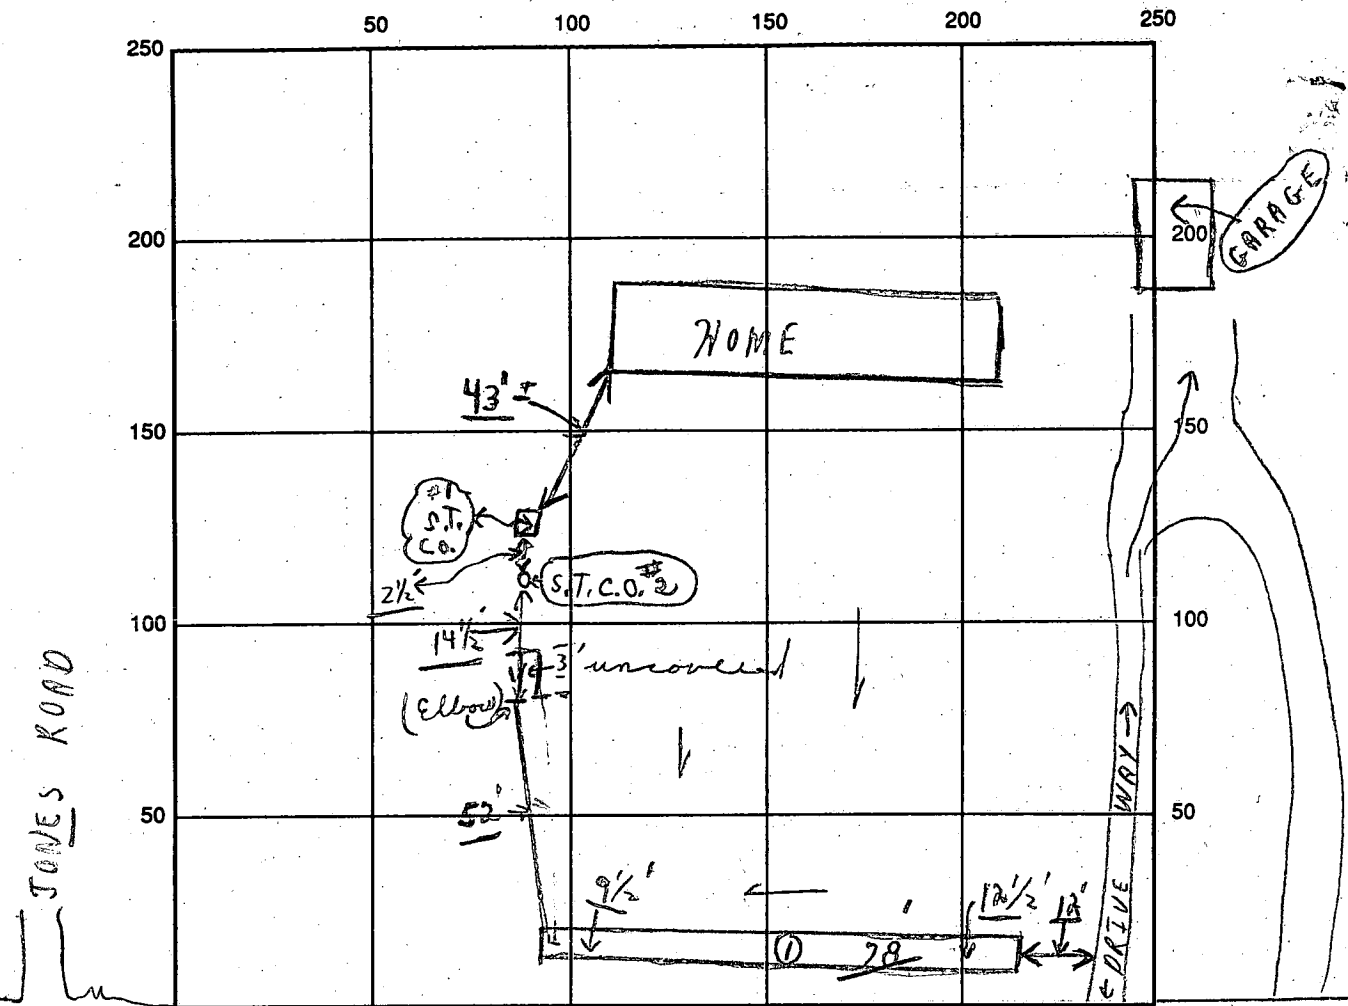 50 100 150 200 250
250
200 200
GARAGE
HOME
43' ±
150 150
#1
S.T.
CO.
S.T.C.O. #2
2½'
100 100
14½'
3' uncovered
(Elbow)
JONES ROAD
52'
50 50
DRIVE WAY
9½'
12½'
12'
① 78